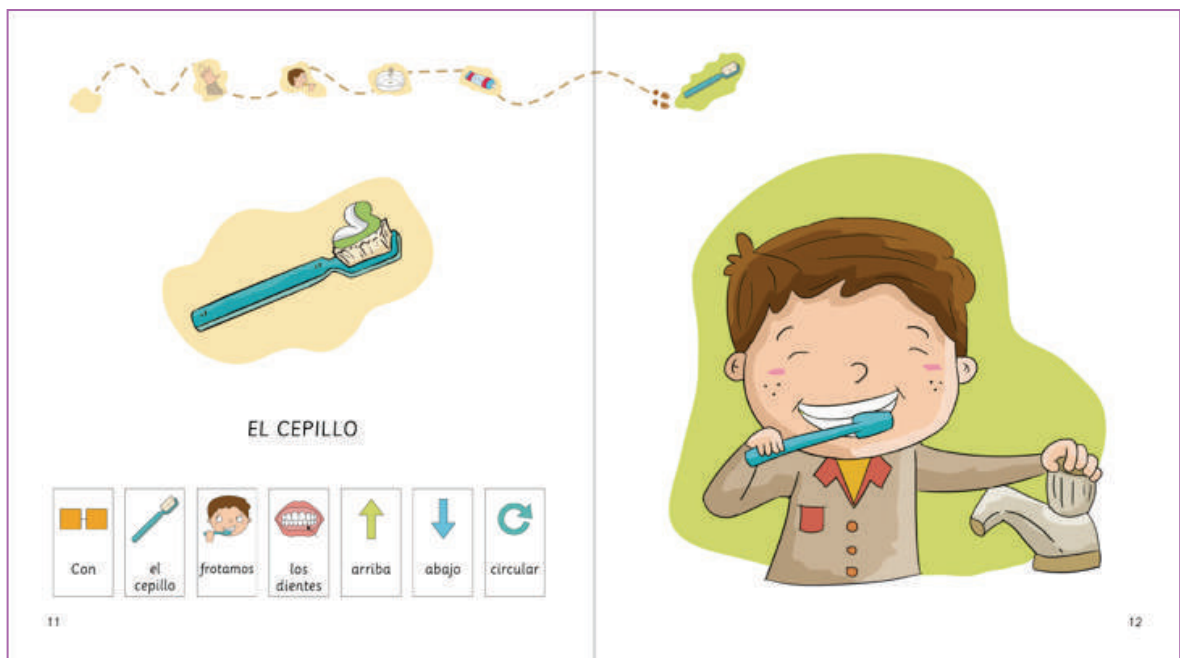 EL CEPILLO
Con
el
cepillo
frotamos
los
dientes
arriba
abajo
circular
11
12